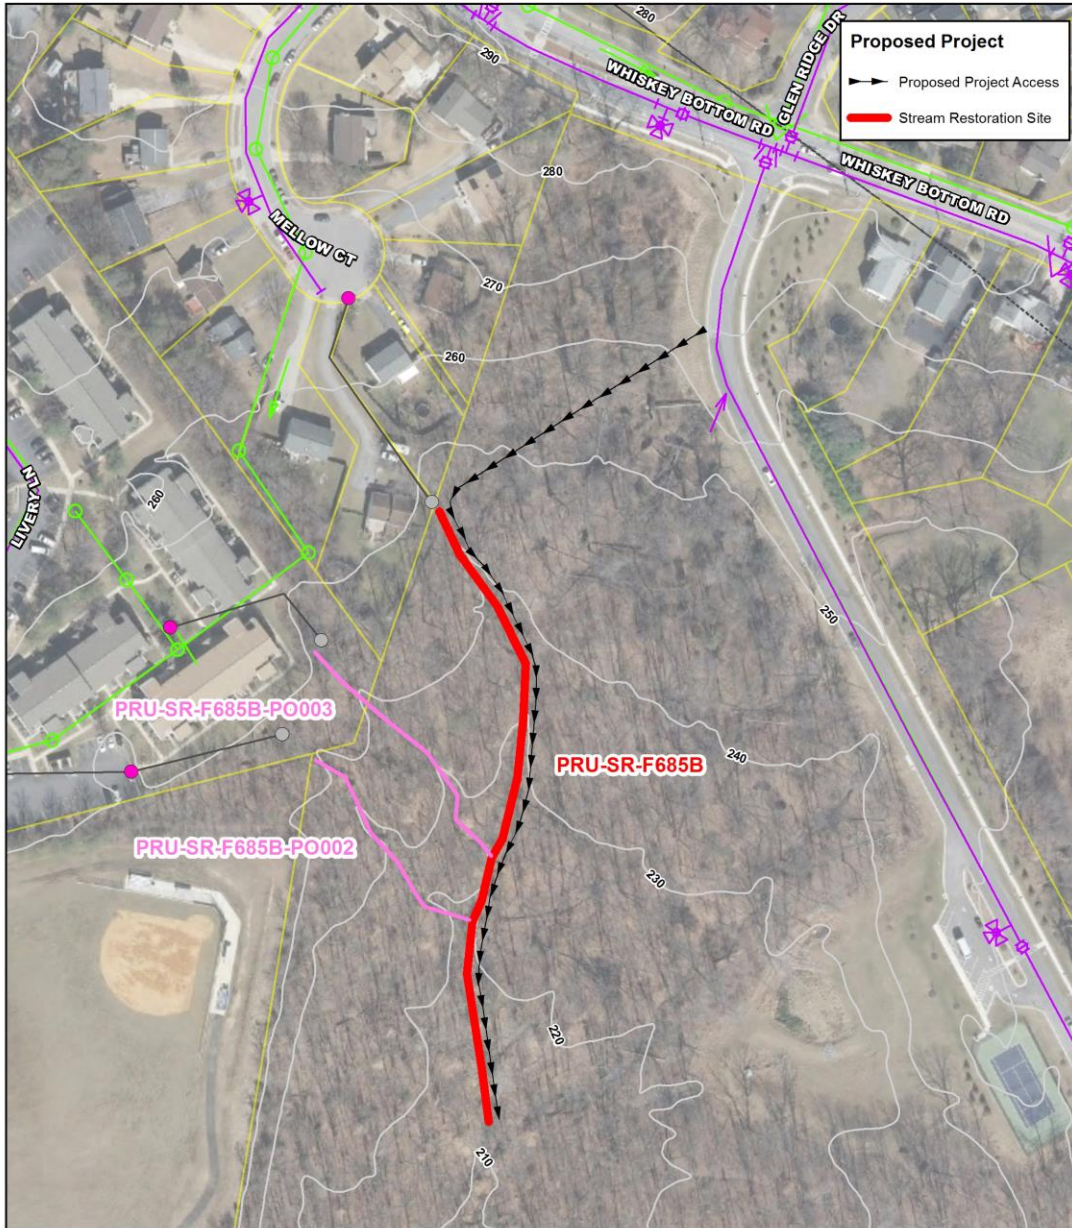 280
290
WHISKEY BOTTOM RD
GLEN RIDGE DR
Proposed Project
Proposed Project Access
Stream Restoration Site
WHISKEY BOTTOM RD
280
MELLOW CT
270
260
LIVERY LN
260
250
PRU-SR-F685B-PO003
PRU-SR-F685B
240
PRU-SR-F685B-PO002
230
220
210